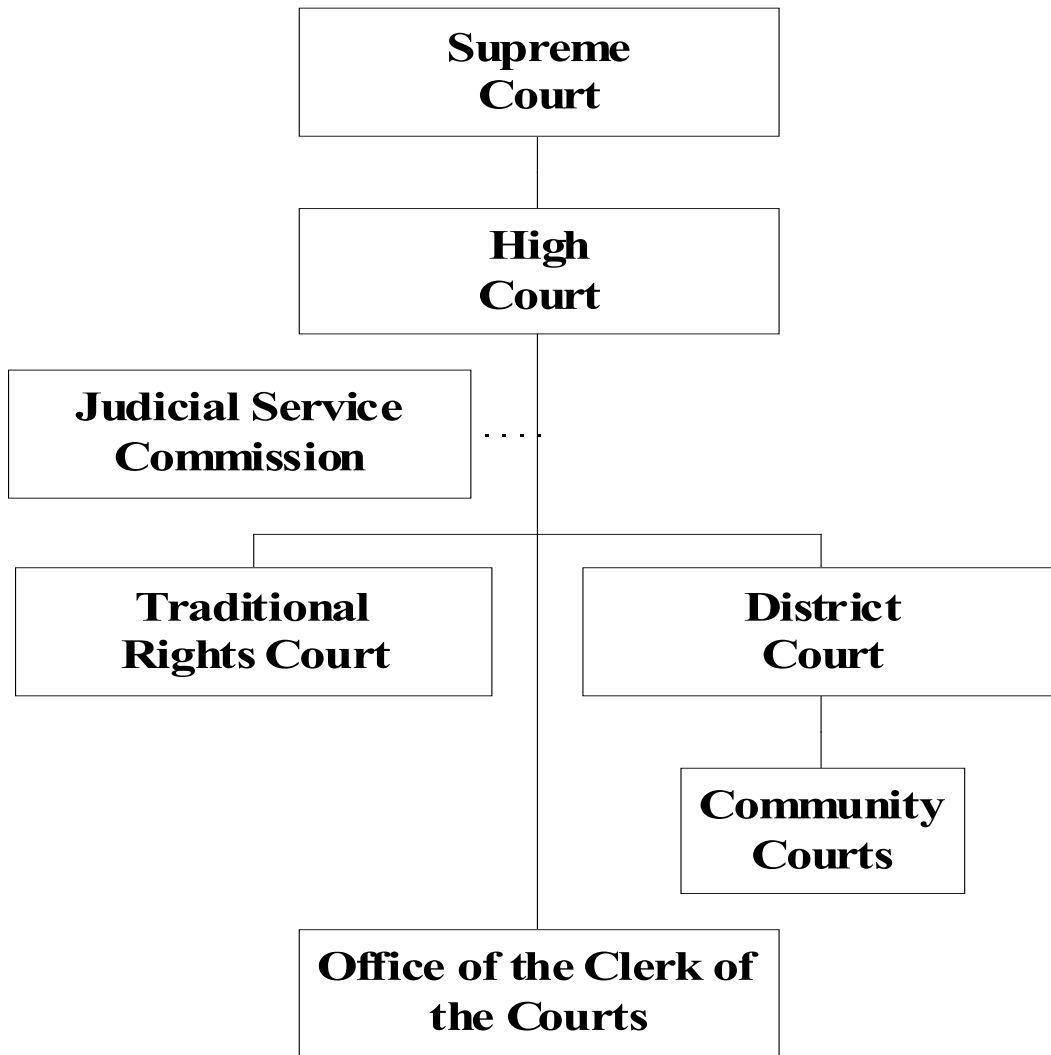 Supreme
Court
High
Court
Judicial Service
Commission
Traditional
Rights Court
District
Court
Community
Courts
Office of the Clerk of
the Courts